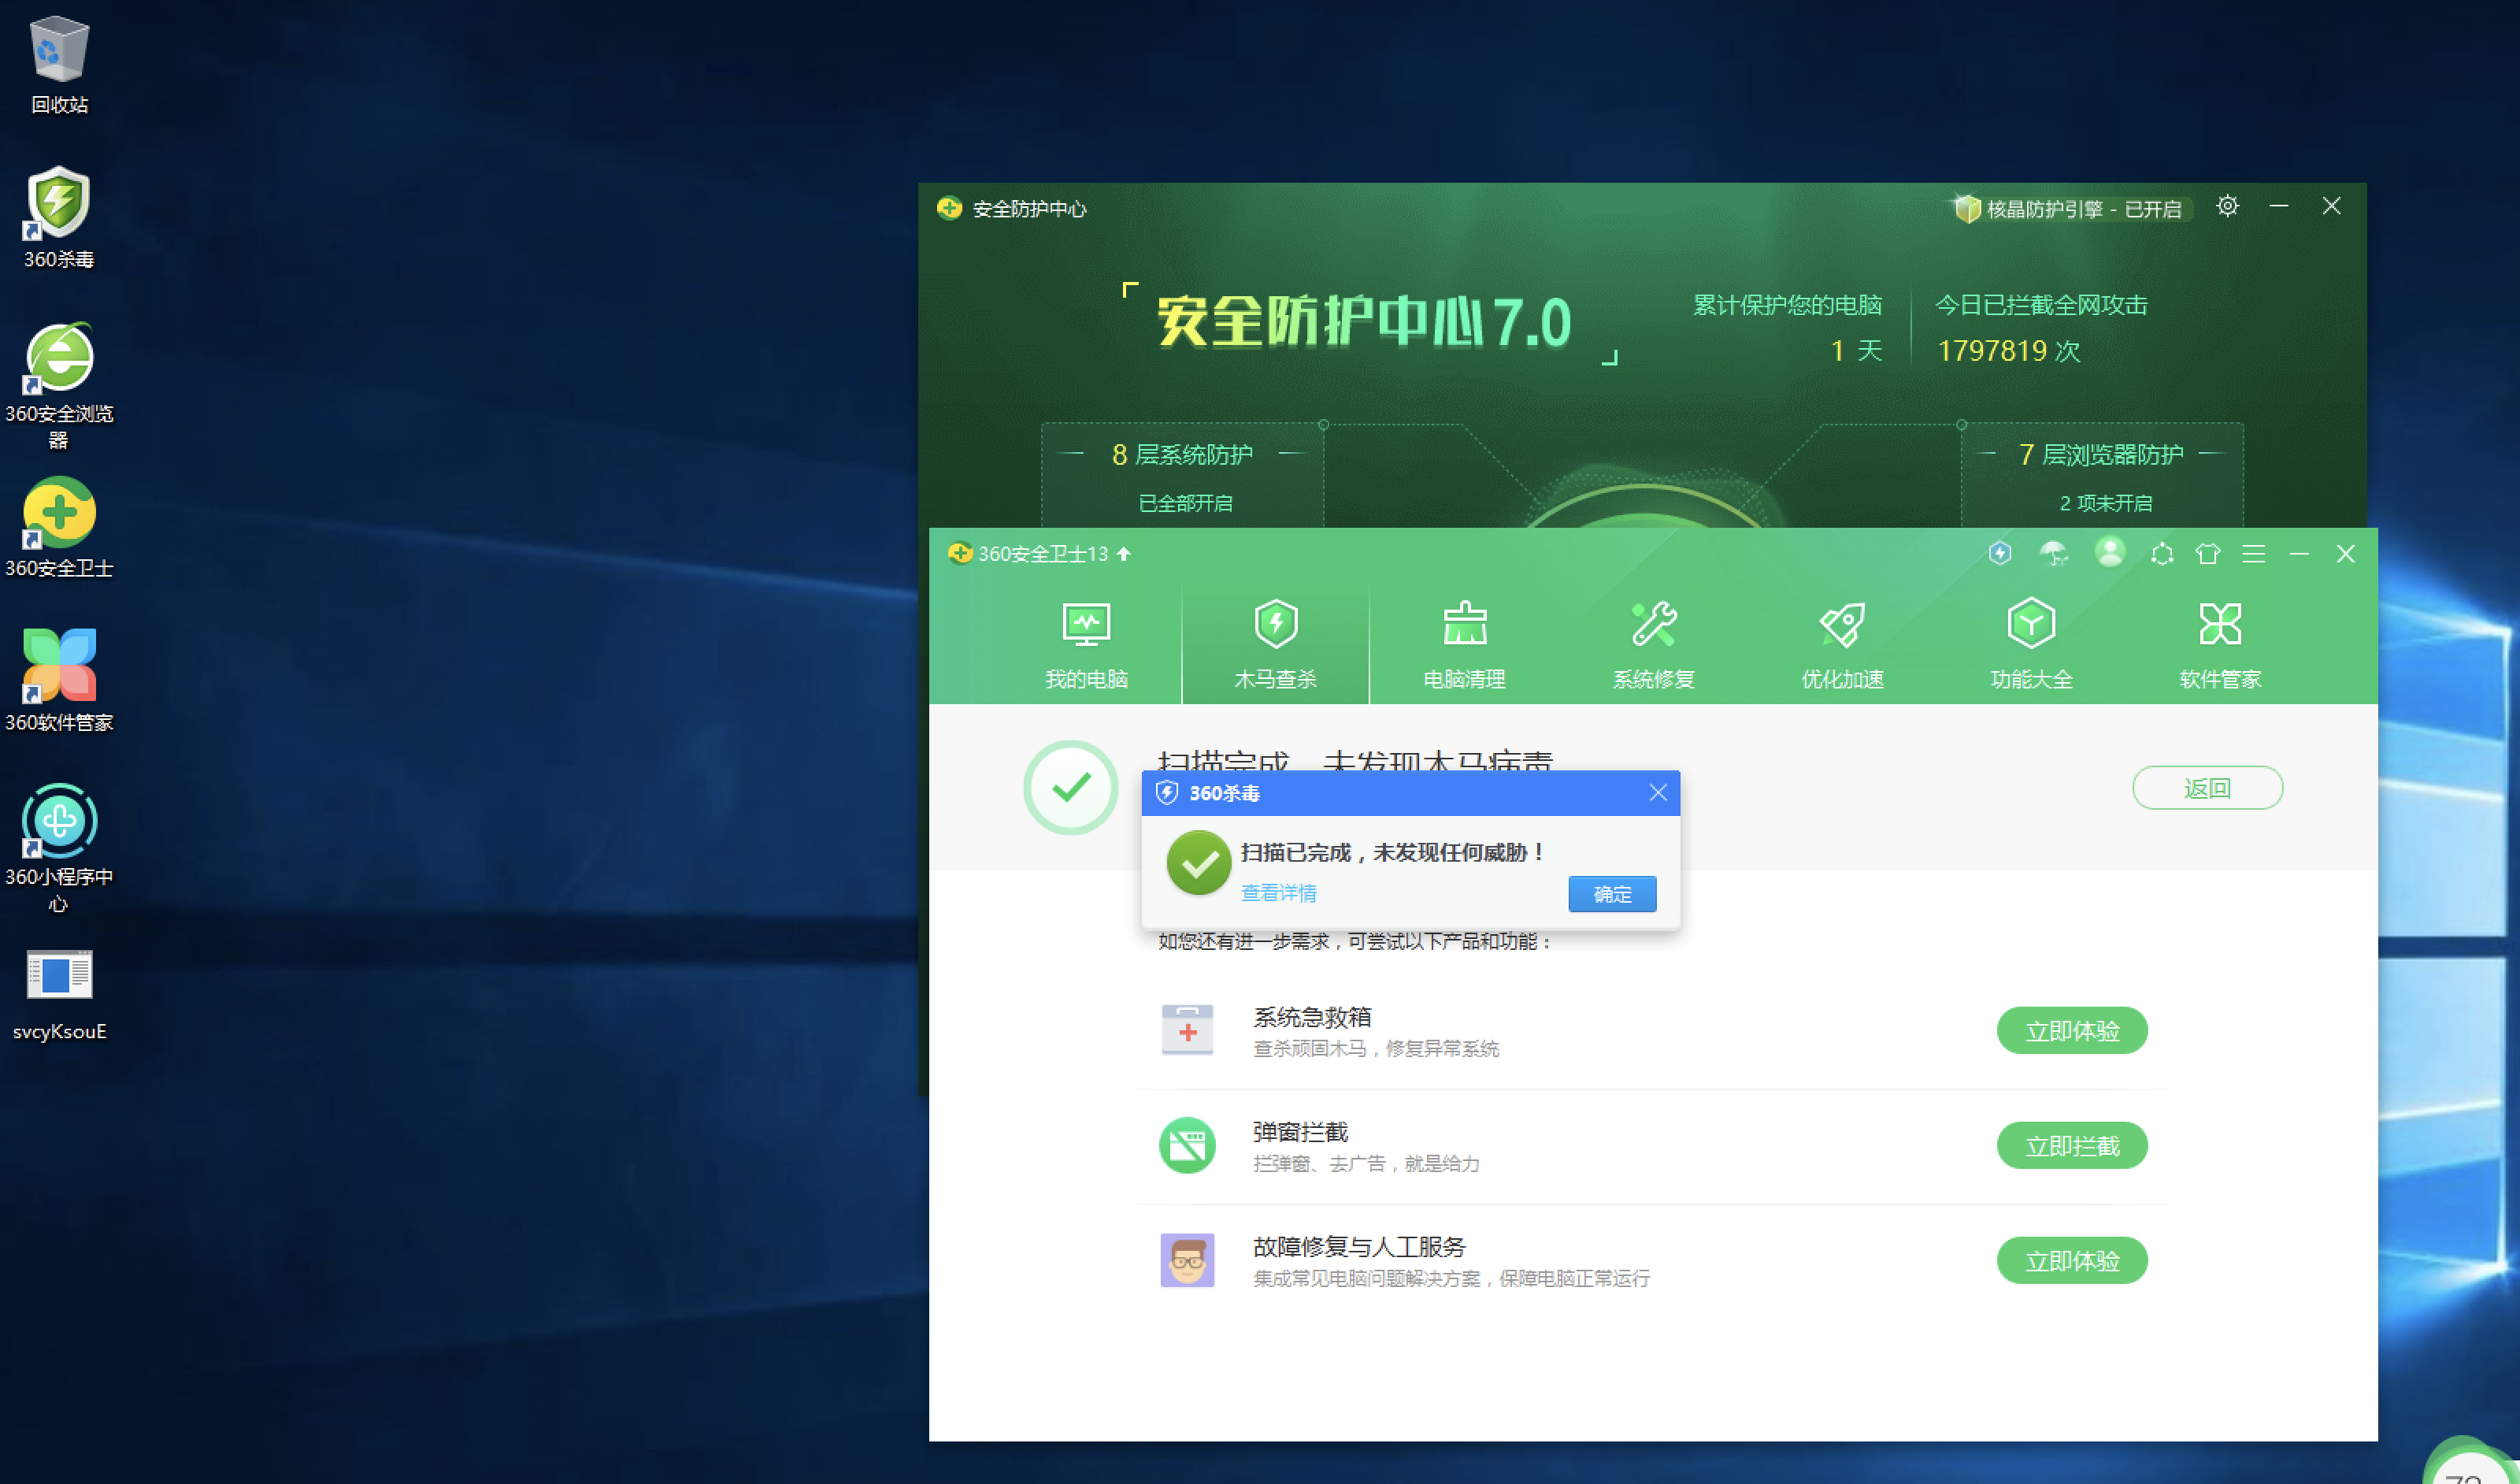 回收站
360杀毒
360安全浏览
器
360安全卫士
360软件管家
360小程序中
心
svcyKsouE
安全防护中心
核晶防护引擎 - 已开启
安全防护中心7.0
累计保护您的电脑
1 天
今日已拦截全网攻击
1797819 次
8 层系统防护
已全部开启
7 层浏览器防护
2 项未开启
360安全卫士13
我的电脑
木马查杀
电脑清理
系统修复
优化加速
功能大全
软件管家
扫描完成，未发现木马病毒
返回
360杀毒
扫描已完成，未发现任何威胁！
查看详情
确定
如您还有进一步需求，可尝试以下产品和功能：
系统急救箱
查杀顽固木马，修复异常系统
立即体验
弹窗拦截
拦弹窗、去广告，就是给力
立即拦截
故障修复与人工服务
集成常见电脑问题解决方案，保障电脑正常运行
立即体验